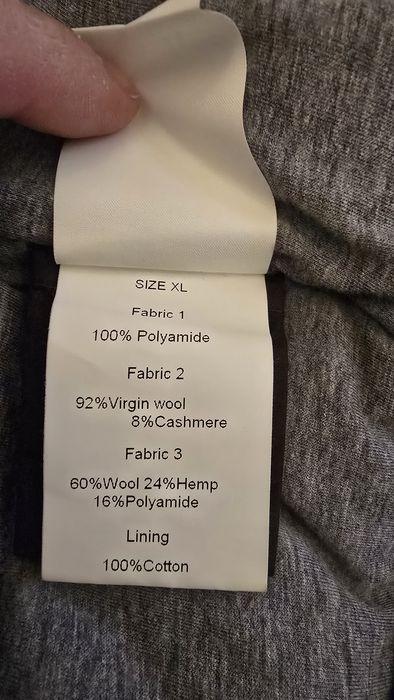 SIZE XL
Fabric 1
100% Polyamide
Fabric 2
92%Virgin wool
8%Cashmere
Fabric 3
60%Wool 24%Hemp
16%Polyamide
Lining
100%Cotton